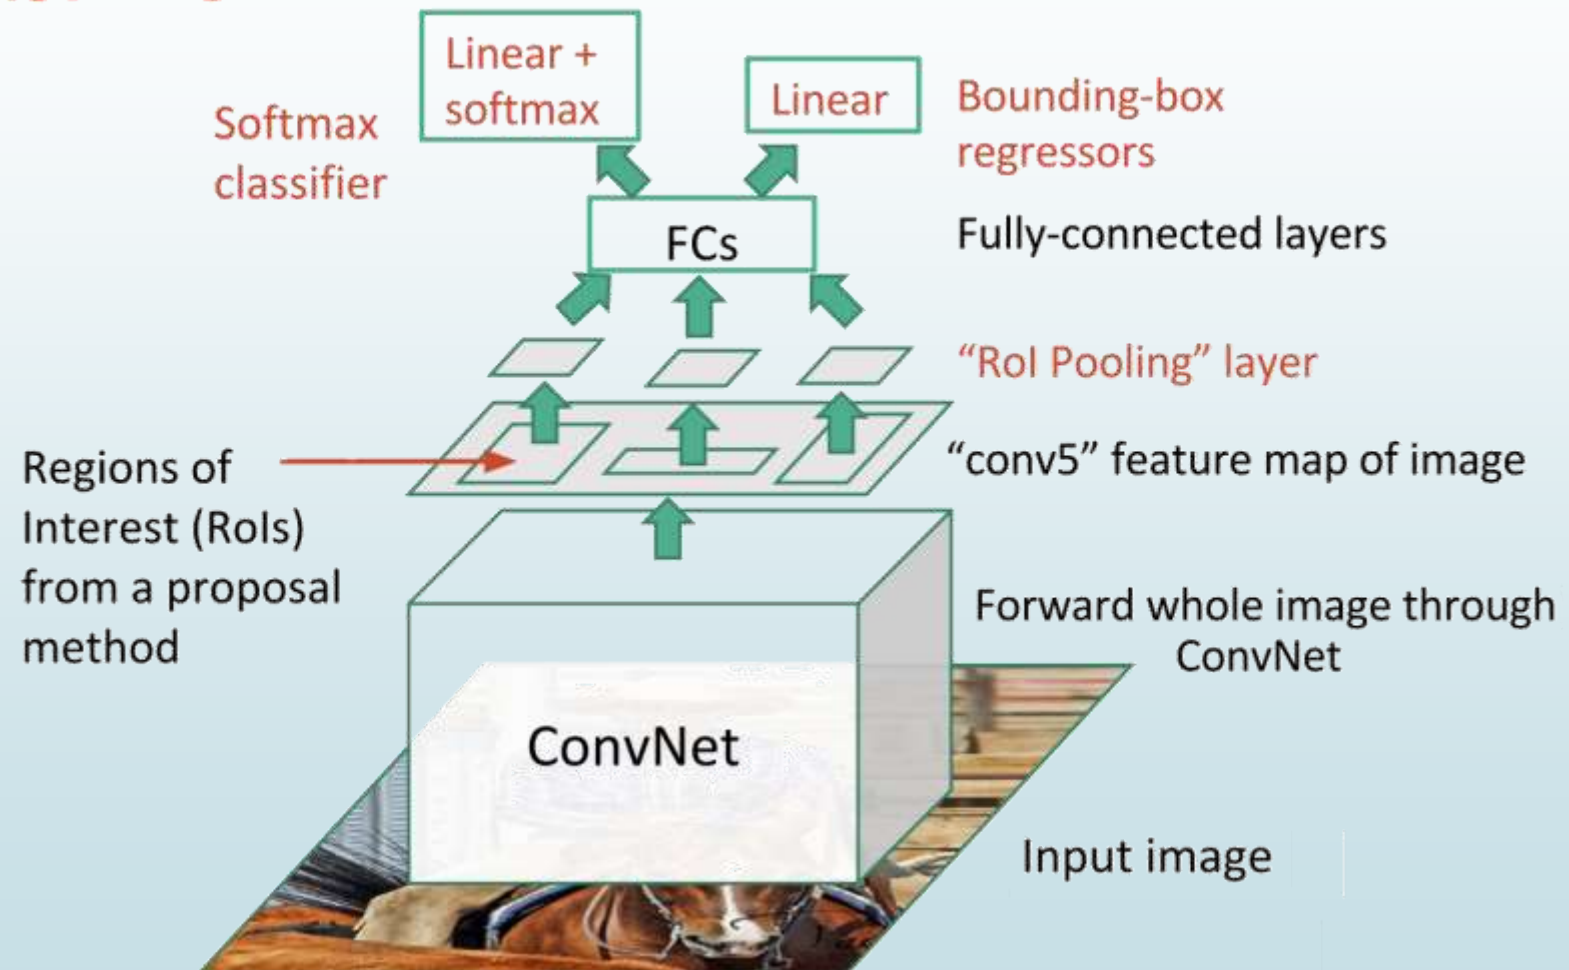 Linear +
softmax
Linear
Softmax
classifier
Bounding-box
regressors
FCs
Fully-connected layers
“RoI Pooling” layer
“conv5” feature map of image
Regions of
Interest (RoIs)
from a proposal
method
Forward whole image through
ConvNet
ConvNet
Input image